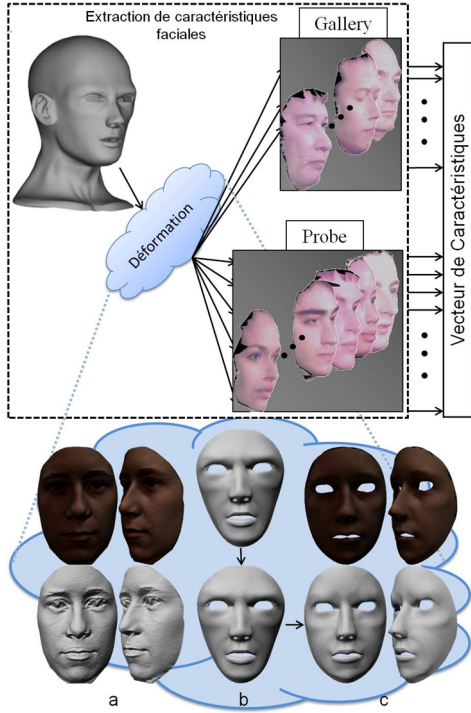 Extraction de caractéristiques
faciales
Gallery
Déformation
Probe
Vecteur de Caractéristiques
a
b
c